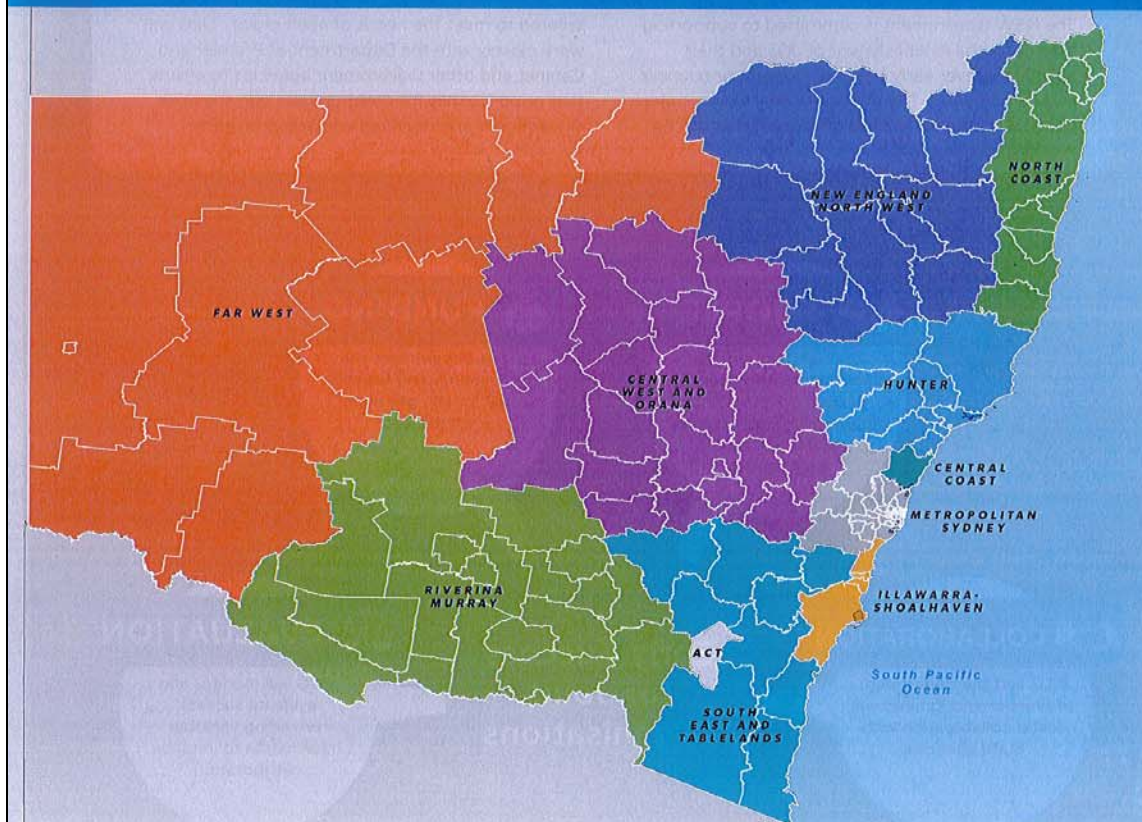 NORTH
COAST
NEW ENGLAND
NORTH WEST
FAR WEST
CENTRAL
WEST AND
ORANA
HUNTER
CENTRAL
COAST
METROPOLITAN
SYDNEY
RIVERINA
MURRAY
ILLAWARRA-
SHOALHAVEN
ACT
South Pacific
Ocean
SOUTH
EAST AND
TABLELANDS